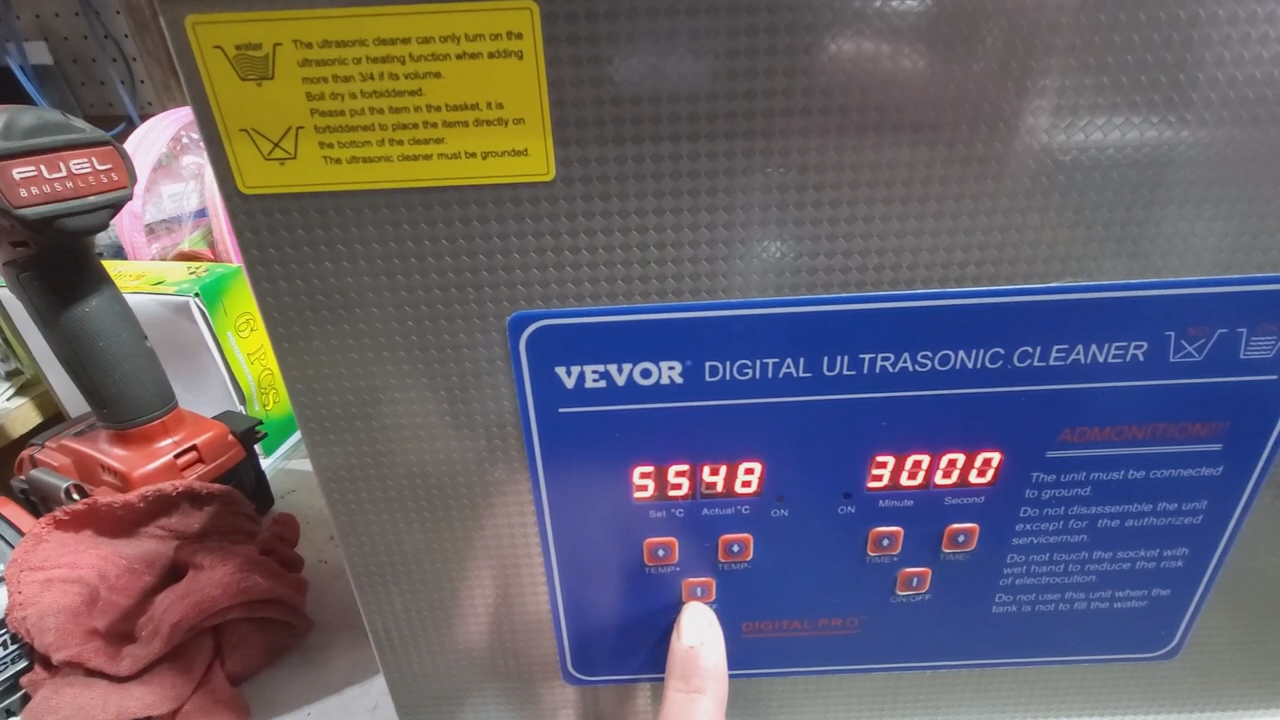 water
The ultrasonic cleaner can only turn on the
ultrasonic or heating function when adding
more than 3/4 if its volume.
Boil dry is forbiddened.
Please put the item in the basket, it is
forbiddened to place the items directly on
the bottom of the cleaner.
The ultrasonic cleaner must be grounded.
FUEL
BRUSHLESS
6 PCS
VEVOR® DIGITAL ULTRASONIC CLEANER
NO
ADMONITION!!!
The unit must be connected
to ground.
Do not disassemble the unit
except for the authorized
serviceman.
Do not touch the socket with
wet hand to reduce the risk
of electrocution.
Do not use this unit when the
tank is not to fill the water.
5548
3000
Set °C
Actual °C
ON
ON
Minute
Second
TEMP+
TEMP-
TIME+
TIME-
ON/OFF
DIGITAL PRO